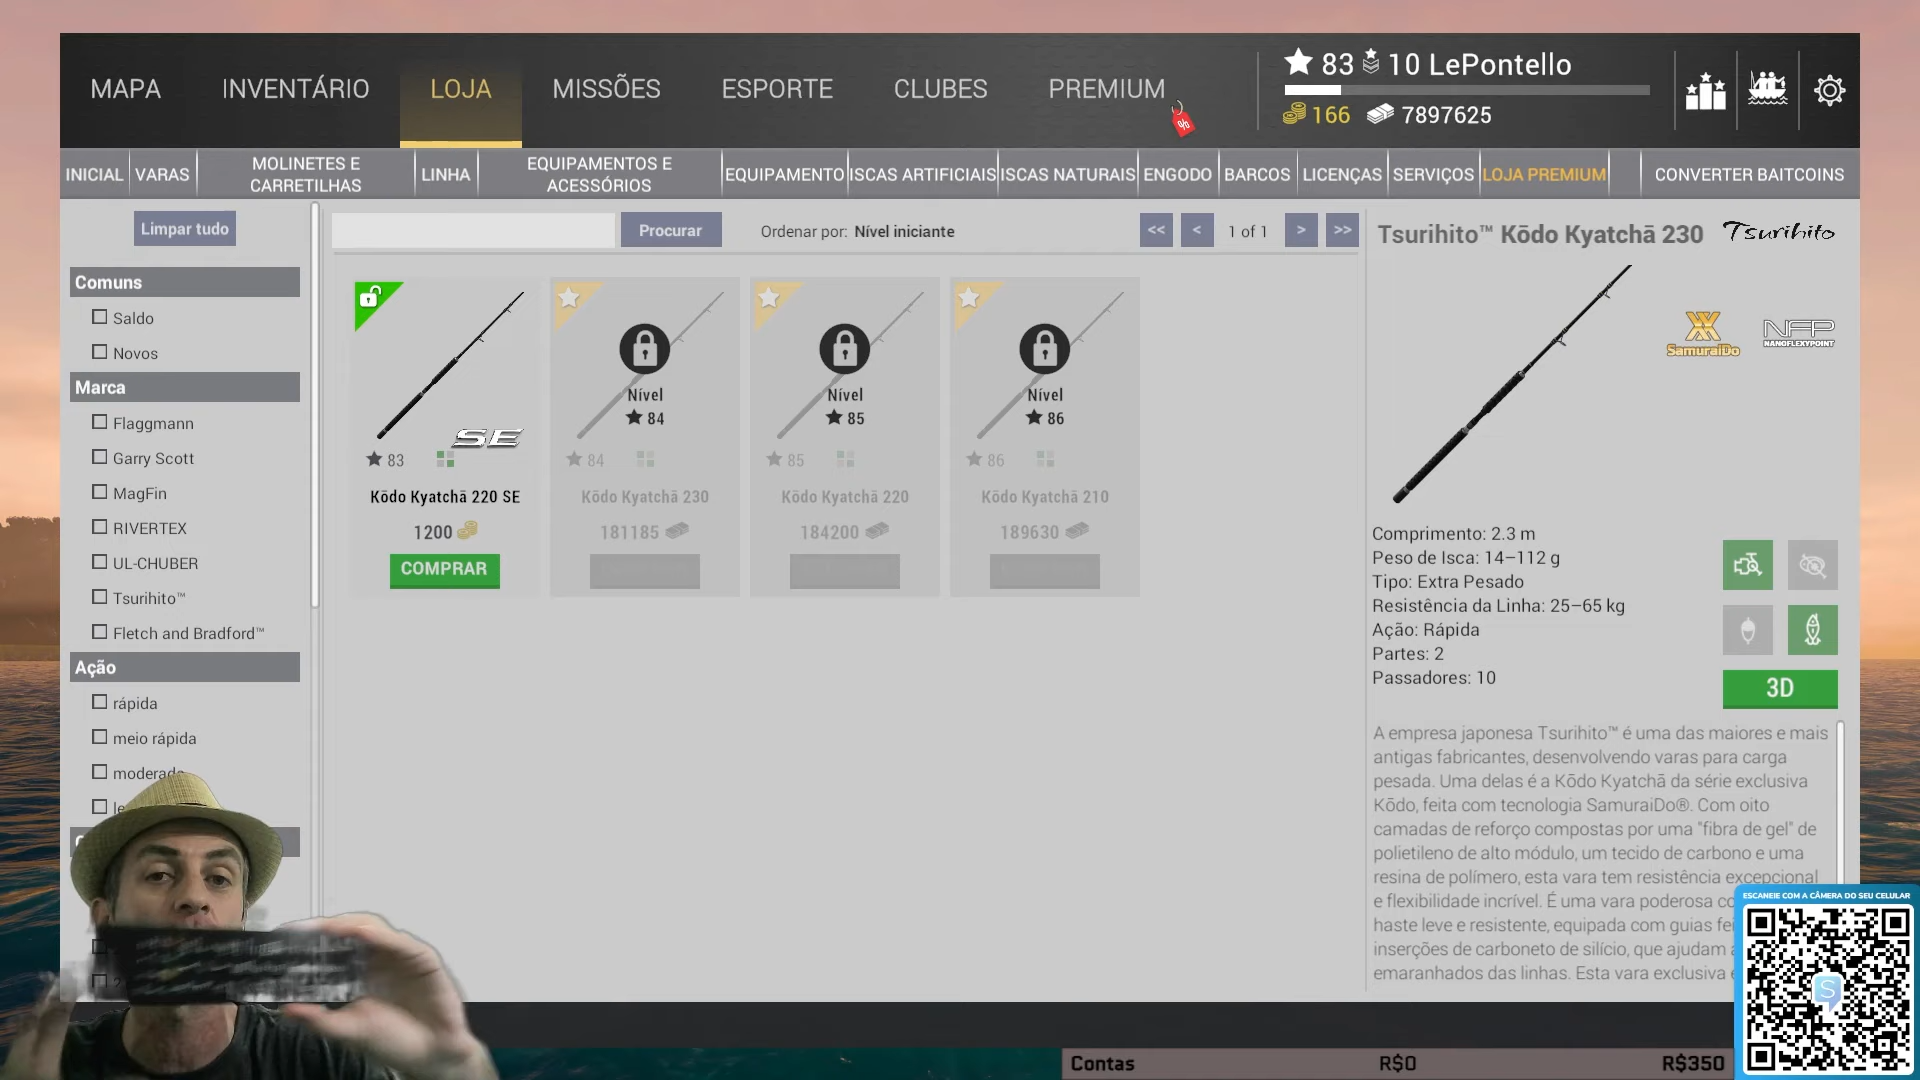 MAPA
INVENTÁRIO
LOJA
MISSÕES
ESPORTE
CLUBES
PREMIUM
%
83 10 LePontello
166 7897625
INICIAL
VARAS
MOLINETES E
CARRETILHAS
LINHA
EQUIPAMENTOS E
ACESSÓRIOS
EQUIPAMENTO
ISCAS ARTIFICIAIS
ISCAS NATURAIS
ENGODO
BARCOS
LICENÇAS
SERVIÇOS
LOJA PREMIUM
CONVERTER BAITCOINS
Limpar tudo
Comuns
Saldo
Novos
Marca
Flaggmann
Garry Scott
MagFin
RIVERTEX
UL-CHUBER
Tsurihito™
Fletch and Bradford™
Ação
rápida
meio rápida
moderada
Procurar
Ordenar por: Nível iniciante
<<
<
1 of 1
>
>>
SE
83
Kōdo Kyatchā 220 SE
1200
COMPRAR
Nível
84
84
Kōdo Kyatchā 230
181185
Nível
85
85
Kōdo Kyatchā 220
184200
Nível
86
86
Kōdo Kyatchā 210
189630
Tsurihito™ Kōdo Kyatchā 230
Tsurihito
SamuraiDo
NFP
NANOFLEXYPOINT
Comprimento: 2.3 m
Peso de Isca: 14–112 g
Tipo: Extra Pesado
Resistência da Linha: 25–65 kg
Ação: Rápida
Partes: 2
Passadores: 10
3D
A empresa japonesa Tsurihito™ é uma das maiores e mais
antigas fabricantes, desenvolvendo varas para carga
pesada. Uma delas é a Kōdo Kyatchā da série exclusiva
Kōdo, feita com tecnologia SamuraiDo®. Com oito
camadas de reforço compostas por uma "fibra de gel" de
polietileno de alto módulo, um tecido de carbono e uma
resina de polímero, esta vara tem resistência excepcional
e flexibilidade incrível. É uma vara poderosa
haste leve e resistente, equipada com guias
inserções de carboneto de silício, que ajudam
emaranhados das linhas. Esta vara exclusiva
ESCANEIE COM A CÂMERA DO SEU CELULAR
S
Contas R$0 R$350